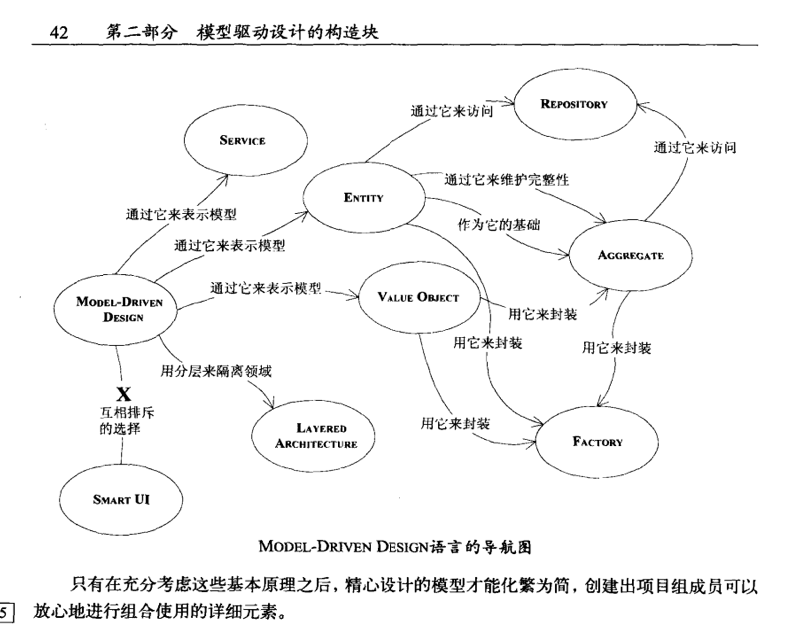 42 第二部分 模型驱动设计的构造块
REPOSITORY
通过它来访问
SERVICE
通过它来访问
通过它来维护完整性
ENTITY
通过它来表示模型
作为它的基础
通过它来表示模型
AGGREGATE
通过它来表示模型
MODEL-DRIVEN
DESIGN
VALUE OBJECT
用它来封装
用它来封装
用它来封装
用分层来隔离领域
X
互相排斥
的选择
用它来封装
LAYERED
ARCHITECTURE
FACTORY
SMART UI
MODEL-DRIVEN DESIGN语言的导航图
只有在充分考虑这些基本原理之后，精心设计的模型才能化繁为简，创建出项目组成员可以
放心地进行组合使用的详细元素。